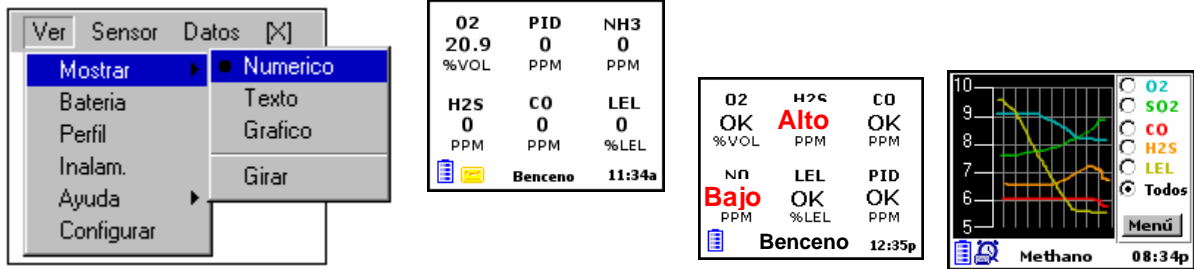 Ver Sensor Datos [X]
Mostrar
Bateria
Perfil
Inalam.
Ayuda
Configurar
Numerico
Texto
Grafico
Girar
O2 PID NH3
20.9 0 0
%VOL PPM PPM
H2S CO LEL
0 0 0
PPM PPM %LEL
Benceno 11:34a
O2 H2S CO
OK Alto OK
%VOL PPM PPM
NO LEL PID
Bajo OK OK
PPM %LEL PPM
Benceno 12:35p
10
9
8
7
6
5
O2
SO2
CO
H2S
LEL
Todos
Menú
Methano 08:34p